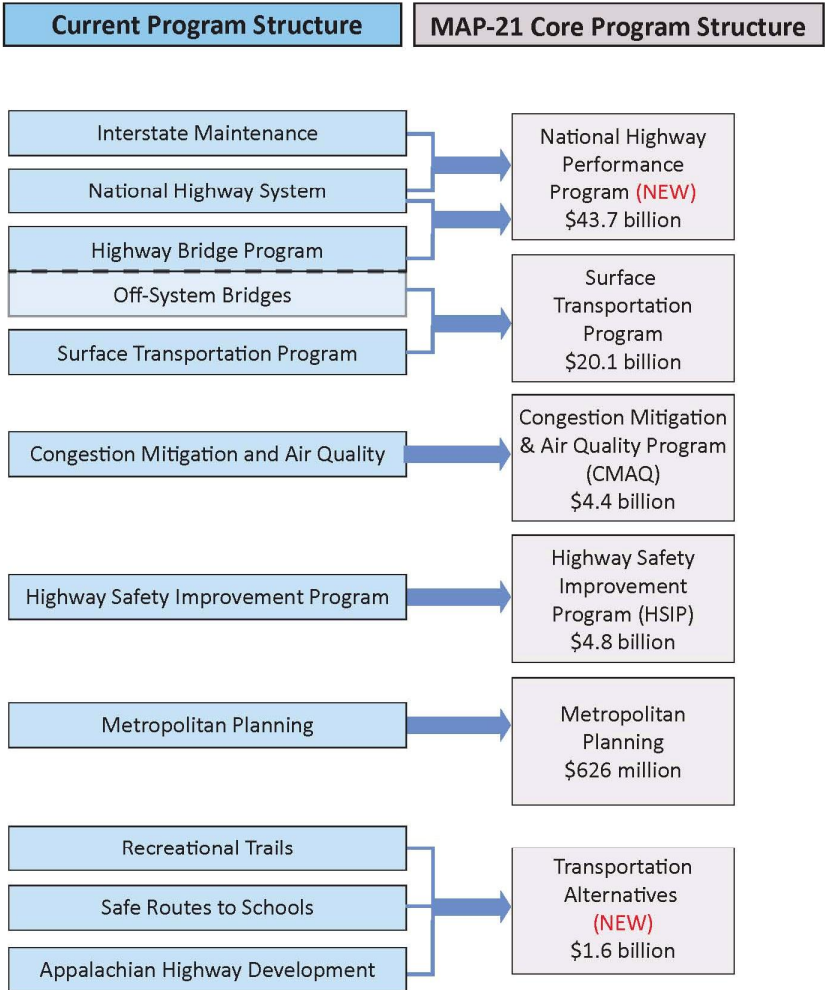 Current Program Structure
MAP-21 Core Program Structure
Interstate Maintenance
National Highway System
Highway Bridge Program
Off-System Bridges
Surface Transportation Program
Congestion Mitigation and Air Quality
Highway Safety Improvement Program
Metropolitan Planning
Recreational Trails
Safe Routes to Schools
Appalachian Highway Development
National Highway
Performance
Program (NEW)
$43.7 billion
Surface
Transportation
Program
$20.1 billion
Congestion Mitigation
& Air Quality Program
(CMAQ)
$4.4 billion
Highway Safety
Improvement
Program (HSIP)
$4.8 billion
Metropolitan
Planning
$626 million
Transportation
Alternatives
(NEW)
$1.6 billion